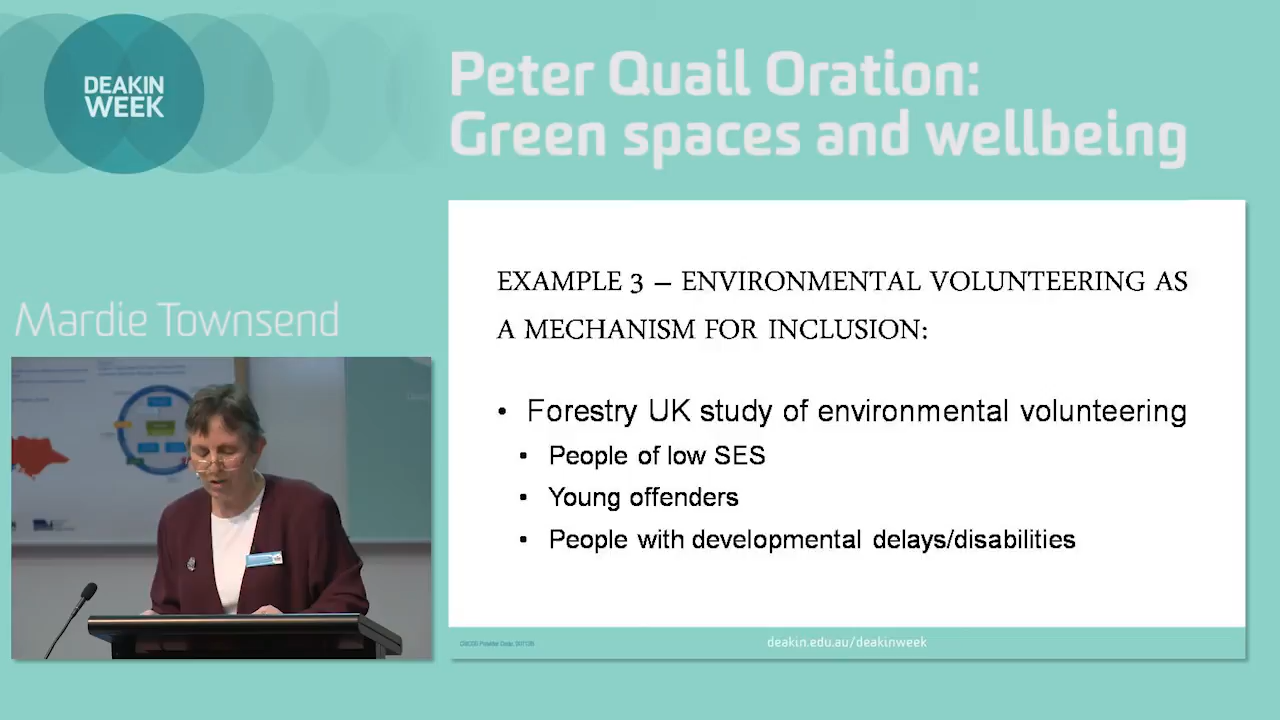 DEAKIN
WEEK
Peter Quail Oration:
Green spaces and wellbeing
Mardie Townsend
EXAMPLE 3 – ENVIRONMENTAL VOLUNTEERING AS
A MECHANISM FOR INCLUSION:
• Forestry UK study of environmental volunteering
• People of low SES
• Young offenders
• People with developmental delays/disabilities
deakin.edu.au/deakinweek